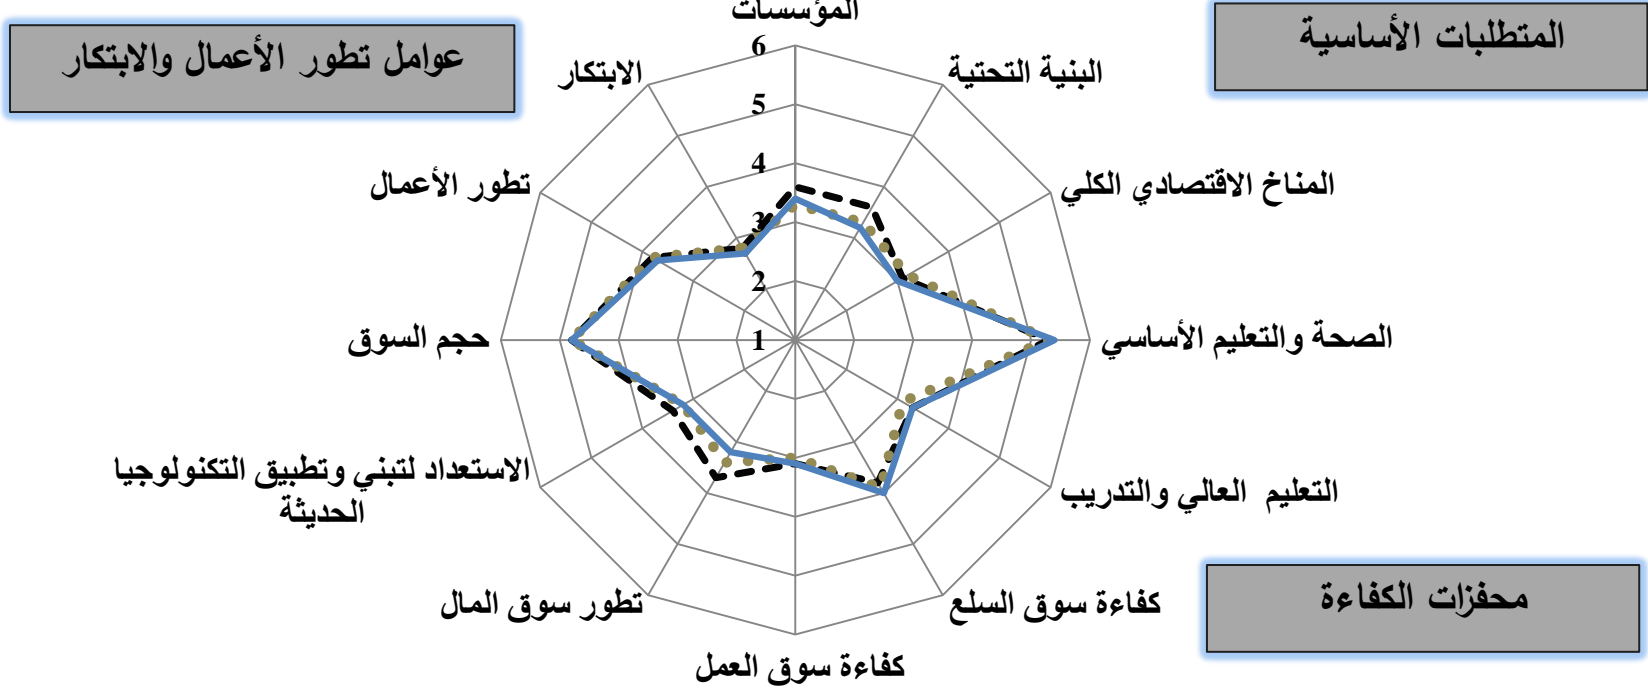 المؤسسات
المتطلبات الأساسية
عوامل تطور الأعمال والابتكار
6
البنية التحتية
الابتكار
5
4
المناخ الاقتصادي الكلي
تطور الأعمال
3
2
الصحة والتعليم الأساسي
1
حجم السوق
التعليم العالي والتدريب
الاستعداد لتبني وتطبيق التكنولوجيا
الحديثة
محفزات الكفاءة
كفاءة سوق السلع
تطور سوق المال
كفاءة سوق العمل